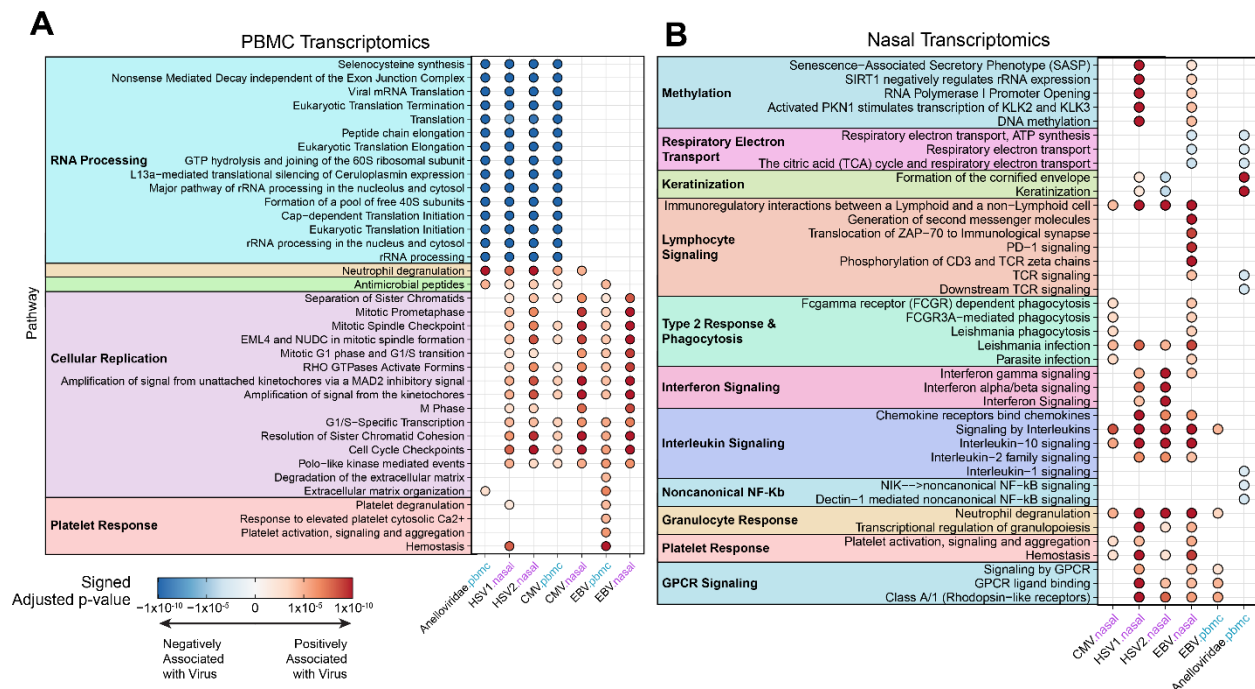 A
PBMC Transcriptomics
Pathway
RNA Processing
Selenocysteine synthesis
Nonsense Mediated Decay independent of the Exon Junction Complex
Viral mRNA Translation
Eukaryotic Translation Termination
Translation
Peptide chain elongation
Eukaryotic Translation Elongation
GTP hydrolysis and joining of the 60S ribosomal subunit
L13a-mediated translational silencing of Ceruloplasmin expression
Major pathway of rRNA processing in the nucleolus and cytosol
Formation of a pool of free 40S subunits
Cap-dependent Translation Initiation
Eukaryotic Translation Initiation
rRNA processing in the nucleus and cytosol
rRNA processing
Neutrophil degranulation
Antimicrobial peptides
Cellular Replication
Separation of Sister Chromatids
Mitotic Prometaphase
Mitotic Spindle Checkpoint
EML4 and NUDC in mitotic spindle formation
Mitotic G1 phase and G1/S transition
RHO GTPases Activate Formins
Amplification of signal from unattached kinetochores via a MAD2 inhibitory signal
Amplification of signal from the kinetochores
M Phase
G1/S-Specific Transcription
Resolution of Sister Chromatid Cohesion
Cell Cycle Checkpoints
Polo-like kinase mediated events
Degradation of the extracellular matrix
Extracellular matrix organization
Platelet Response
Platelet degranulation
Response to elevated platelet cytosolic Ca2+
Platelet activation, signaling and aggregation
Hemostasis
Anelloviridae.pbmc
HSV1.nasal
HSV2.nasal
CMV.pbmc
CMV.nasal
EBV.pbmc
EBV.nasal
Signed
Adjusted p-value
−1x10-10
−1x10-5
0
1x10-5
1x10-10
Negatively
Associated
with Virus
Positively
Associated
with Virus
B
Nasal Transcriptomics
Methylation
Senescence-Associated Secretory Phenotype (SASP)
SIRT1 negatively regulates rRNA expression
RNA Polymerase I Promoter Opening
Activated PKN1 stimulates transcription of KLK2 and KLK3
DNA methylation
Respiratory Electron
Transport
Respiratory electron transport, ATP synthesis
Respiratory electron transport
The citric acid (TCA) cycle and respiratory electron transport
Keratinization
Formation of the cornified envelope
Keratinization
Lymphocyte
Signaling
Immunoregulatory interactions between a Lymphoid and a non-Lymphoid cell
Generation of second messenger molecules
Translocation of ZAP-70 to Immunological synapse
PD-1 signaling
Phosphorylation of CD3 and TCR zeta chains
TCR signaling
Downstream TCR signaling
Type 2 Response &
Phagocytosis
Fcgamma receptor (FCGR) dependent phagocytosis
FCGR3A-mediated phagocytosis
Leishmania phagocytosis
Leishmania infection
Parasite infection
Interferon Signaling
Interferon gamma signaling
Interferon alpha/beta signaling
Interferon Signaling
Interleukin Signaling
Chemokine receptors bind chemokines
Signaling by Interleukins
Interleukin-10 signaling
Interleukin-2 family signaling
Interleukin-1 signaling
Noncanonical NF-Kb
NIK-->noncanonical NF-kB signaling
Dectin-1 mediated noncanonical NF-kB signaling
Granulocyte Response
Neutrophil degranulation
Transcriptional regulation of granulopoiesis
Platelet Response
Platelet activation, signaling and aggregation
Hemostasis
GPCR Signaling
Signaling by GPCR
GPCR ligand binding
Class A/1 (Rhodopsin-like receptors)
CMV.nasal
HSV1.nasal
HSV2.nasal
EBV.nasal
EBV.pbmc
Anelloviridae.pbmc